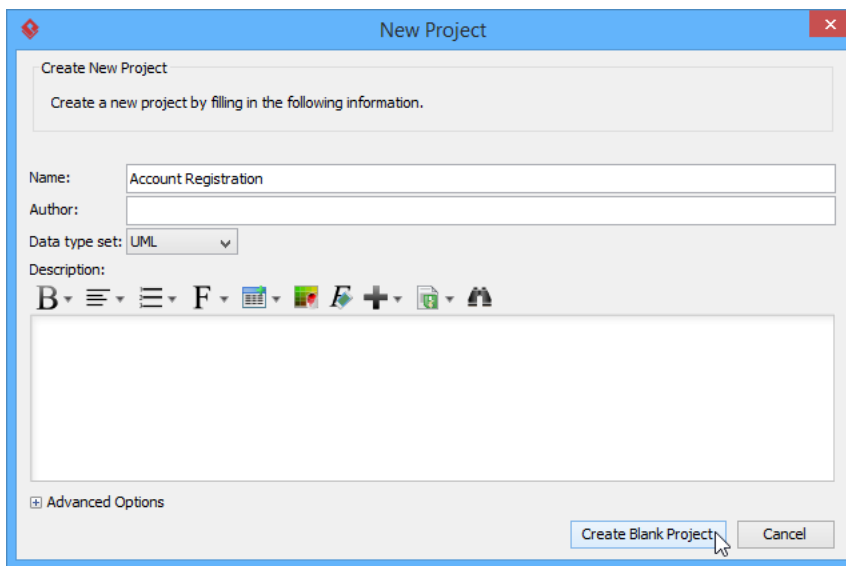 New Project
Create New Project
Create a new project by filling in the following information.
Name: Account Registration
Author:
Data type set: UML
Description:
B F F
Advanced Options
Create Blank Project Cancel